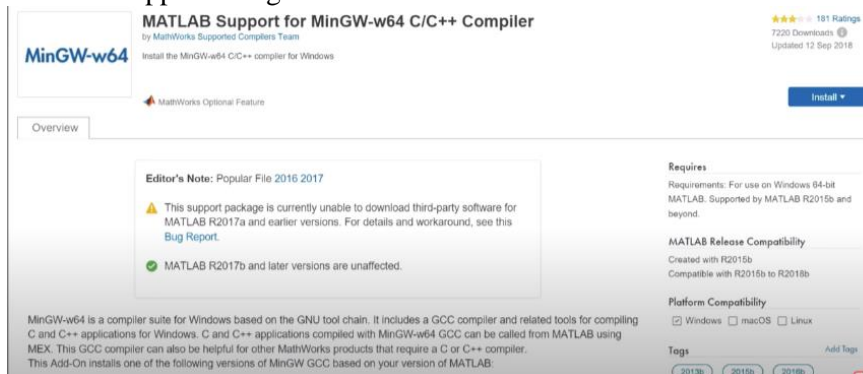 MATLAB Support for MinGW-w64 C/C++ Compiler
by MathWorks Supported Compilers Team
MinGW-w64
Install the MinGW-w64 C/C++ compiler for Windows
MathWorks Optional Feature
181 Ratings
7220 Downloads
Updated 12 Sep 2018
Install
Overview
Editor's Note: Popular File 2016 2017
This support package is currently unable to download third-party software for
MATLAB R2017a and earlier versions. For details and workaround, see this
Bug Report.
MATLAB R2017b and later versions are unaffected.
MinGW-w64 is a compiler suite for Windows based on the GNU tool chain. It includes a GCC compiler and related tools for compiling
C and C++ applications for Windows. C and C++ applications compiled with MinGW-w64 GCC can be called from MATLAB using
MEX. This GCC compiler can also be helpful for other MathWorks products that require a C or C++ compiler.
This Add-On installs one of the following versions of MinGW GCC based on your version of MATLAB:
Requires
Requirements: For use on Windows 64-bit
MATLAB. Supported by MATLAB R2015b and
beyond.
MATLAB Release Compatibility
Created with R2015b
Compatible with R2015b to R2018b
Platform Compatibility
Windows macOS Linux
Tags
Add Tags
2013b 2015b 2016b